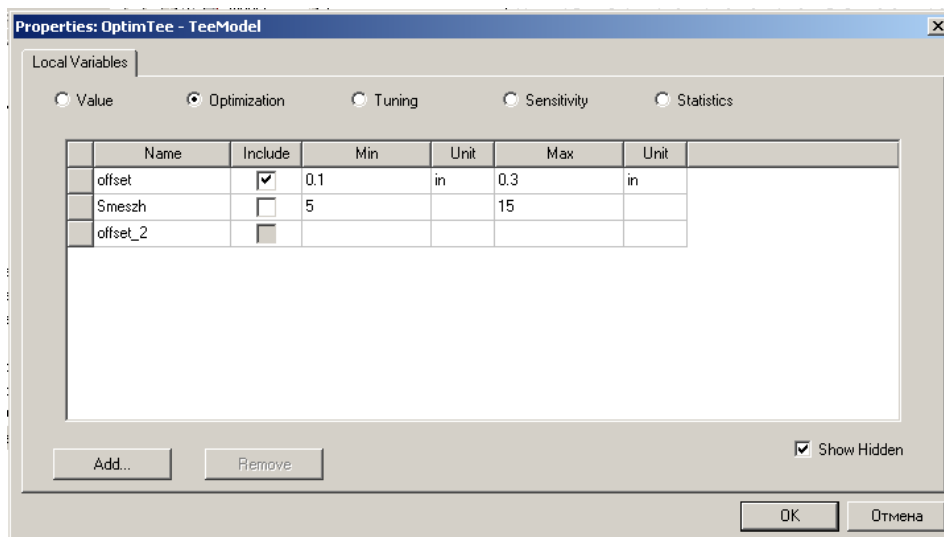 Properties: OptimTee - TeeModel
Local Variables
Value Optimization Tuning Sensitivity Statistics
Name Include Min Unit Max Unit
offset 0.1 in 0.3 in
Smeszh 5 15
offset_2
Show Hidden
Add... Remove
OK Отмена